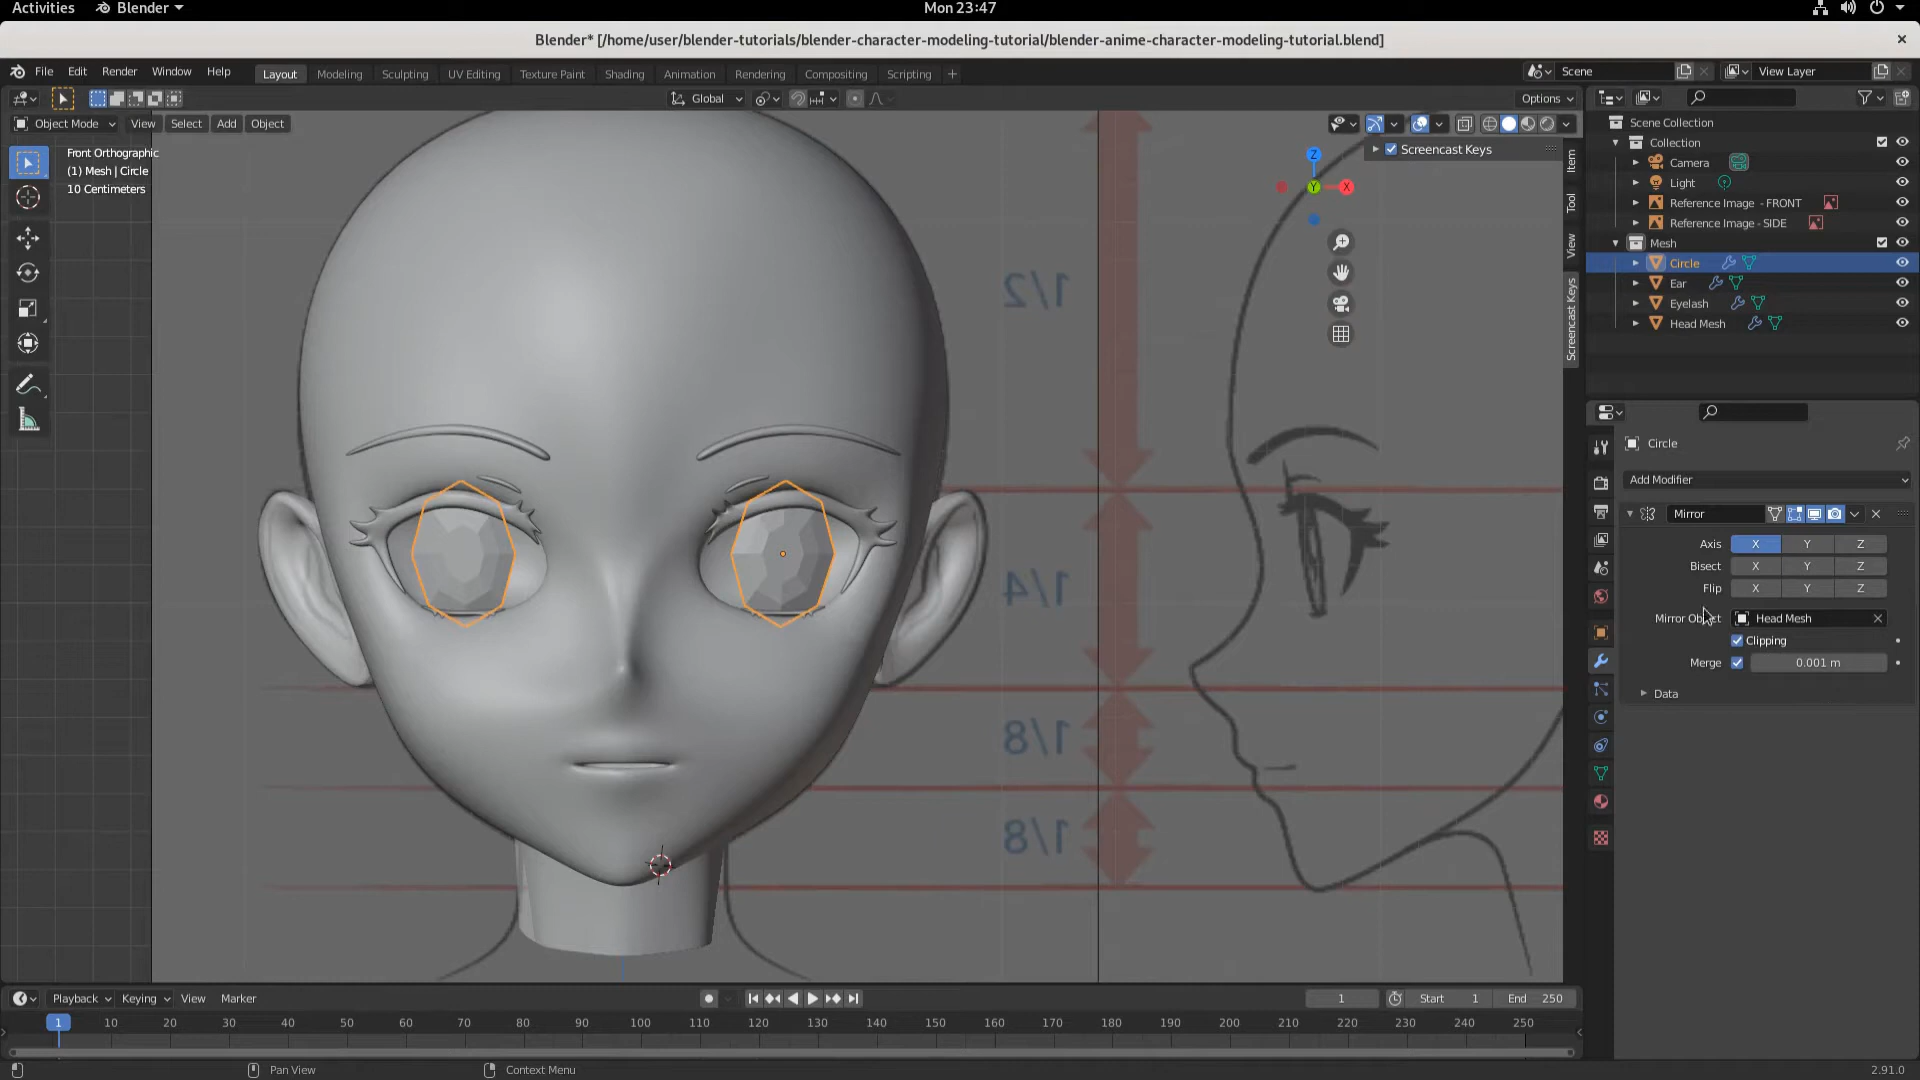 Activities Blender Mon 23:47
Blender* [/home/user/blender-tutorials/blender-character-modeling-tutorial/blender-anime-character-modeling-tutorial.blend]
File Edit Render Window Help Layout Modeling Sculpting UV Editing Texture Paint Shading Animation Rendering Compositing Scripting + Scene View Layer
Global Options
Object Mode View Select Add Object
Front Orthographic
(1) Mesh | Circle
10 Centimeters
Screencast Keys
Z
Y
X
Item
Tool
View
Screencast Keys
1/2
1/4
1/8
1/8
Scene Collection
Collection
Camera
Light
Reference Image - FRONT
Reference Image - SIDE
Mesh
Circle
Ear
Eyelash
Head Mesh
Circle
Add Modifier
Mirror
Axis X Y Z
Bisect X Y Z
Flip X Y Z
Mirror Object Head Mesh
Clipping
Merge 0.001 m
Data
Playback Keying View Marker 1 Start 1 End 250
1 10 20 30 40 50 60 70 80 90 100 110 120 130 140 150 160 170 180 190 200 210 220 230 240 250
Pan View Context Menu 2.91.0